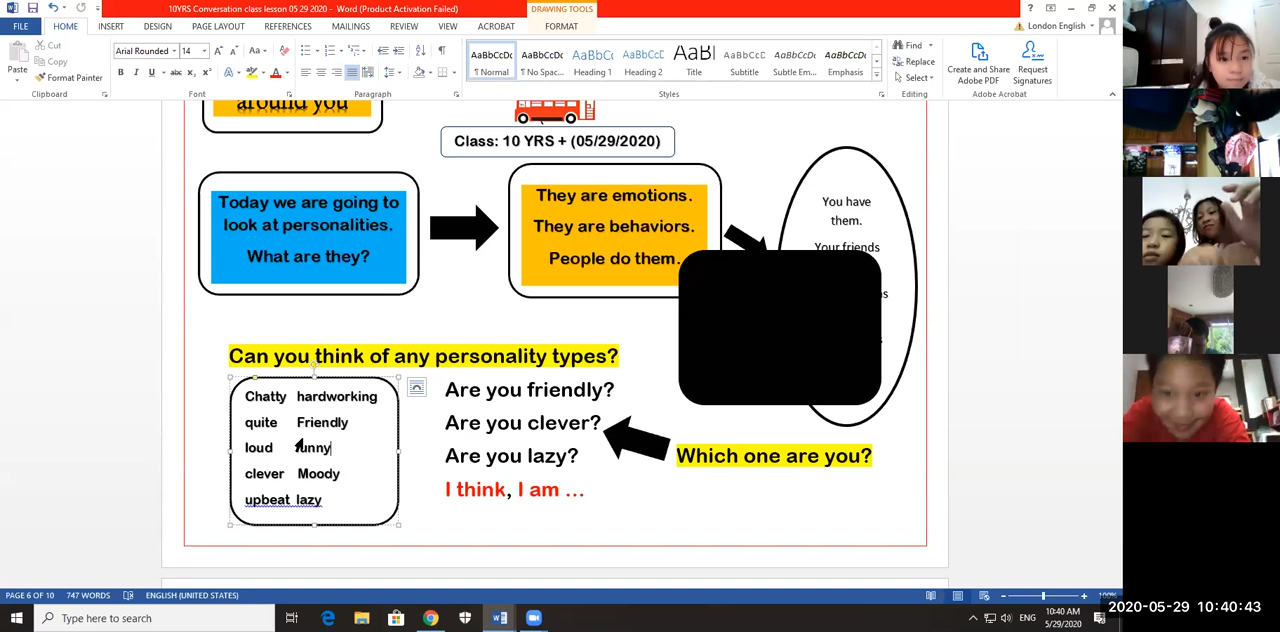 10YRS Conversation class lesson 05 29 2020 - Word (Product Activation Failed)
DRAWING TOOLS
FILE HOME INSERT DESIGN PAGE LAYOUT REFERENCES MAILINGS REVIEW VIEW ACROBAT FORMAT
London English
Paste
Cut
Copy
Format Painter
Clipboard
Arial Rounded 14
Font
Paragraph
AaBbCcDc AaBbCcDc AaBbCc AaBbCcC AaBl AaBbCcD AaBbCcDc AaBbCcDc
¶ Normal ¶ No Spac... Heading 1 Heading 2 Title Subtitle Subtle Em... Emphasis
Styles
Find
Replace
Select
Editing
Create and Share Adobe PDF
Request Signatures
Adobe Acrobat
around you
Class: 10 YRS + (05/29/2020)
Today we are going to
look at personalities.
What are they?
They are emotions.
They are behaviors.
People do them.
You have
them.
Your friends
Can you think of any personality types?
Chatty hardworking
quite Friendly
loud funny
clever Moody
upbeat lazy
Are you friendly?
Are you clever?
Are you lazy?
I think, I am ...
Which one are you?
PAGE 6 OF 10 747 WORDS ENGLISH (UNITED STATES)
100%
Type here to search
ENG
10:40 AM
5/29/2020
2020-05-29 10:40:43